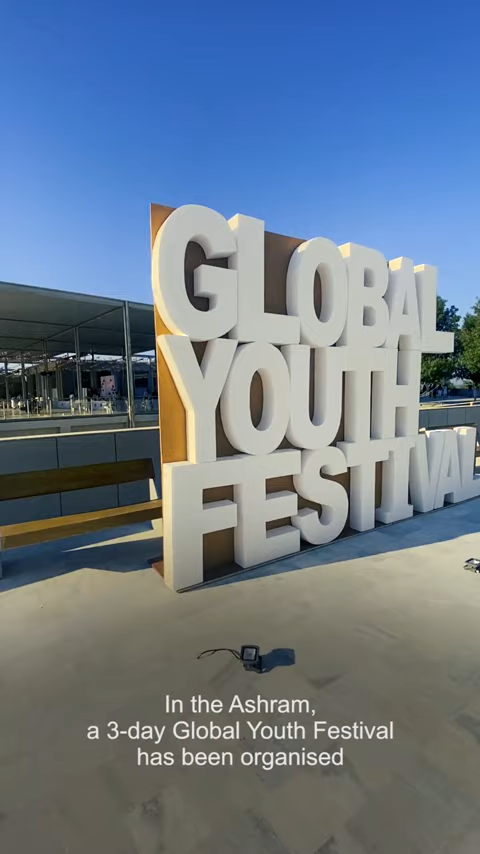 GLOBAL
YOUTH
FESTIVAL
In the Ashram,
a 3-day Global Youth Festival
has been organised